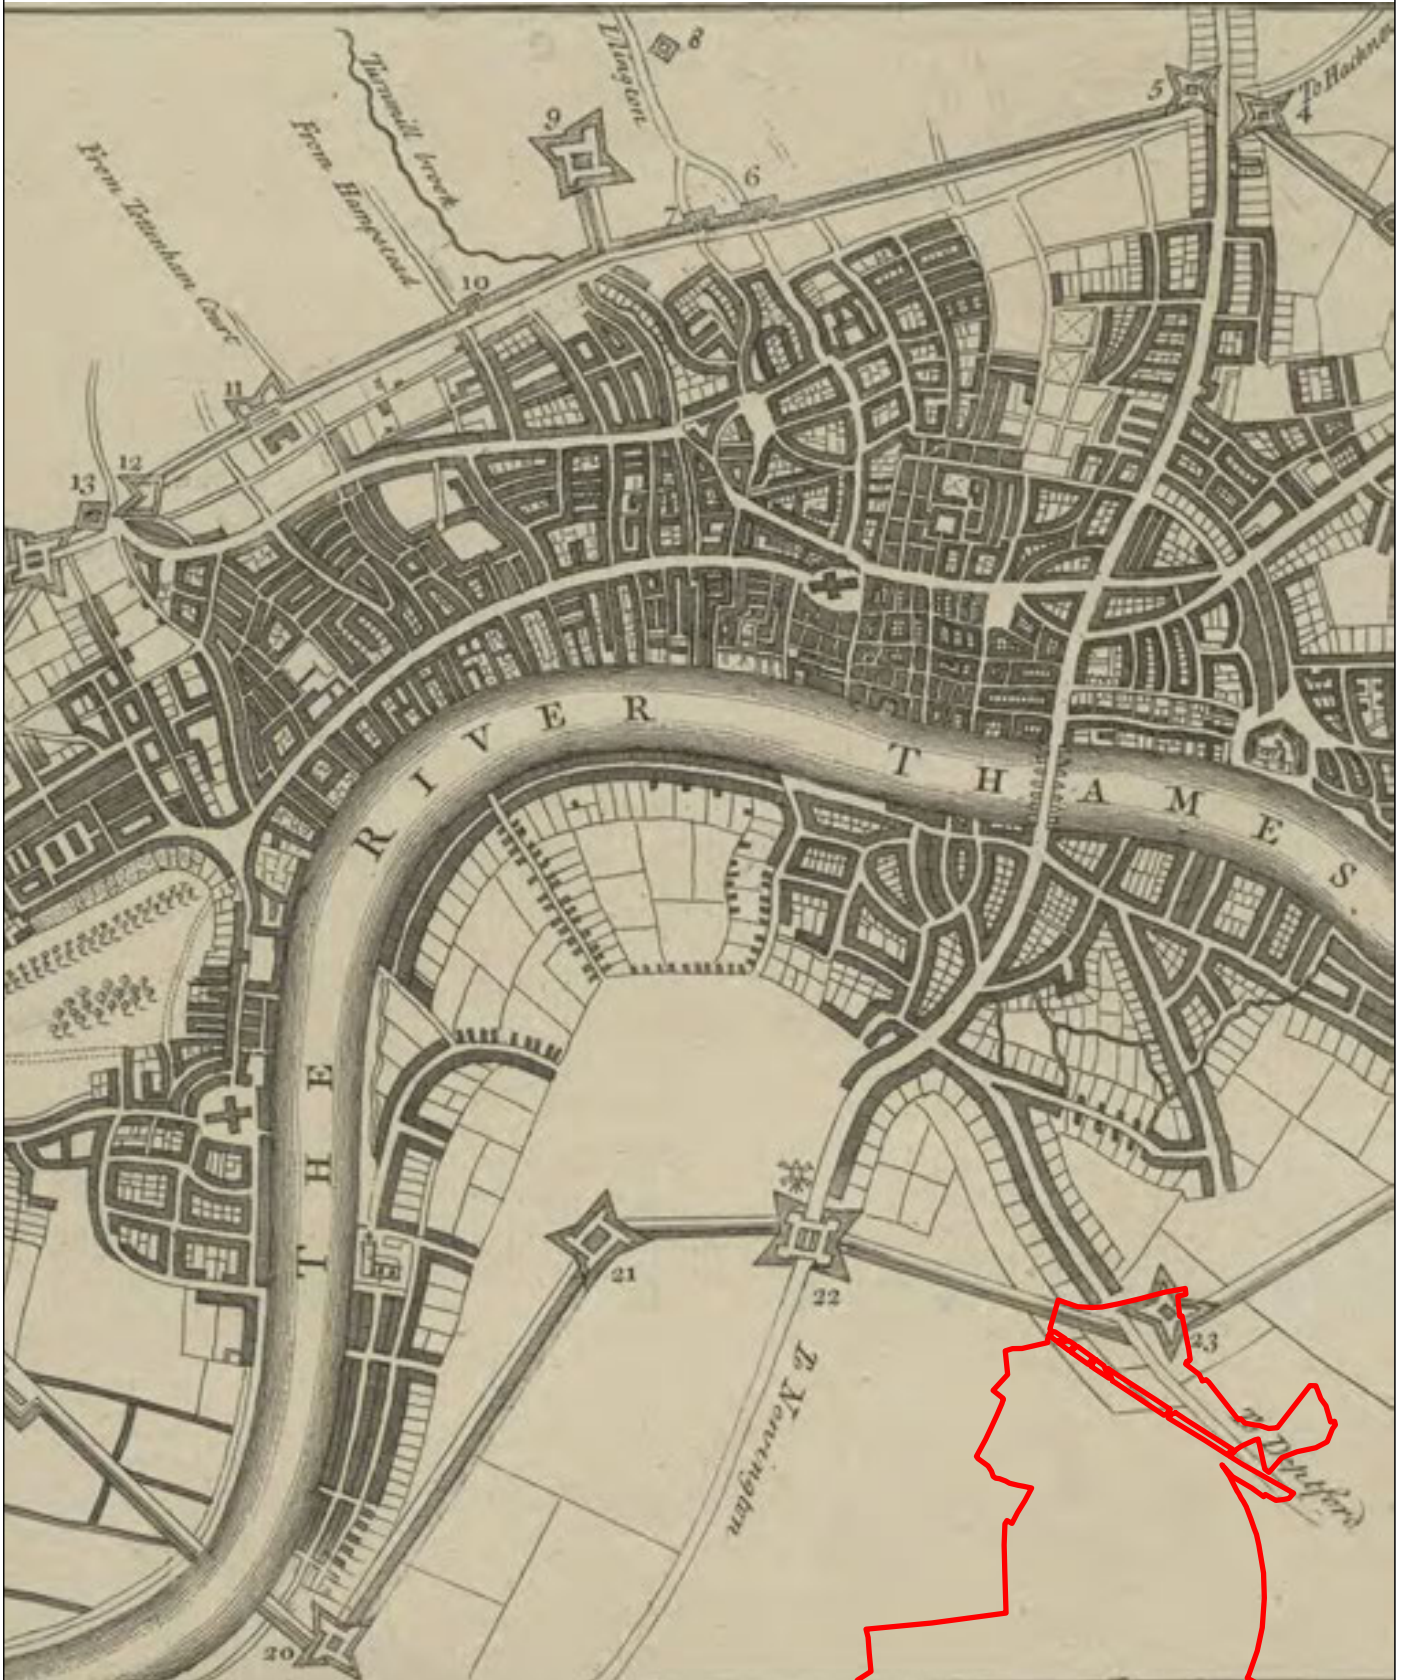 Islington
8
5
To Hackney
4
Turnmill brook
9
From Hampstead
From Tottenham Court
6
7
10
11
12
13
RIVER
THAMES
THE
21
22
23
To Newington
To Deptford
20